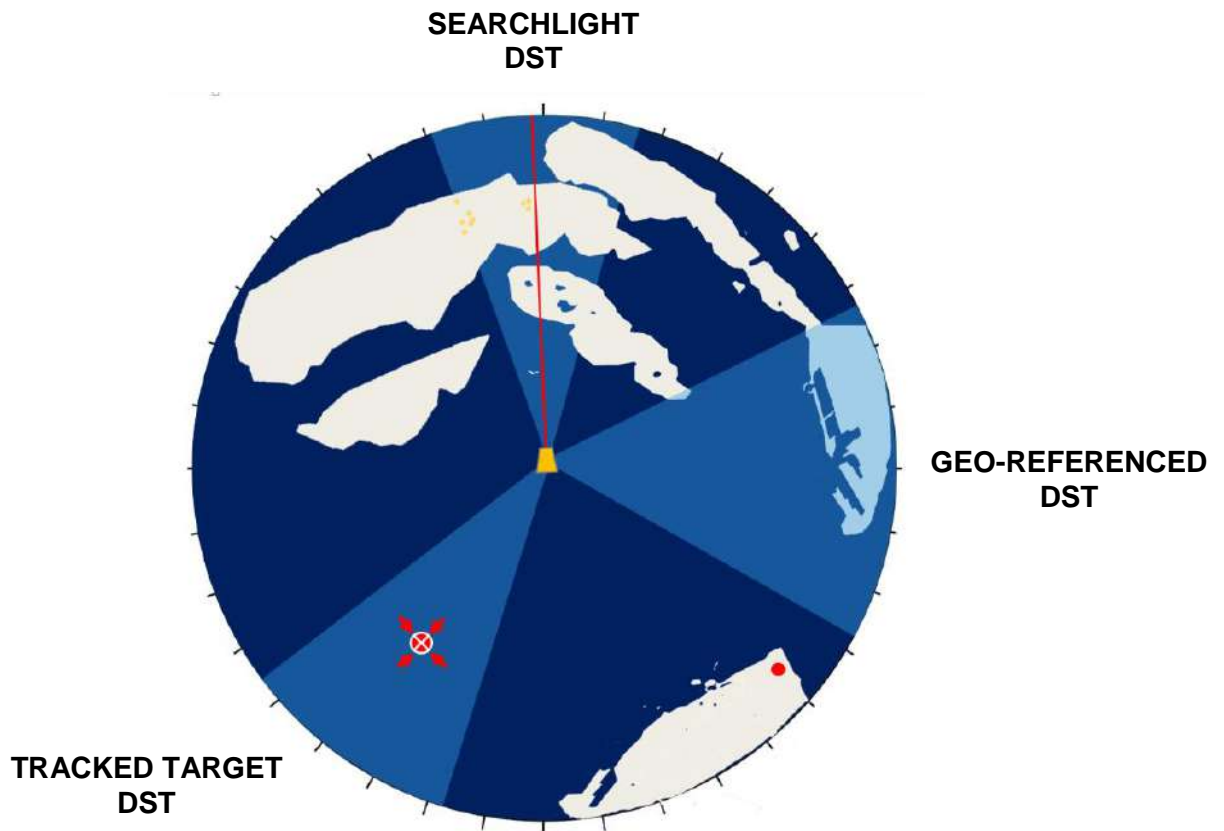 SEARCHLIGHT
DST
GEO-REFERENCED
DST
TRACKED TARGET
DST